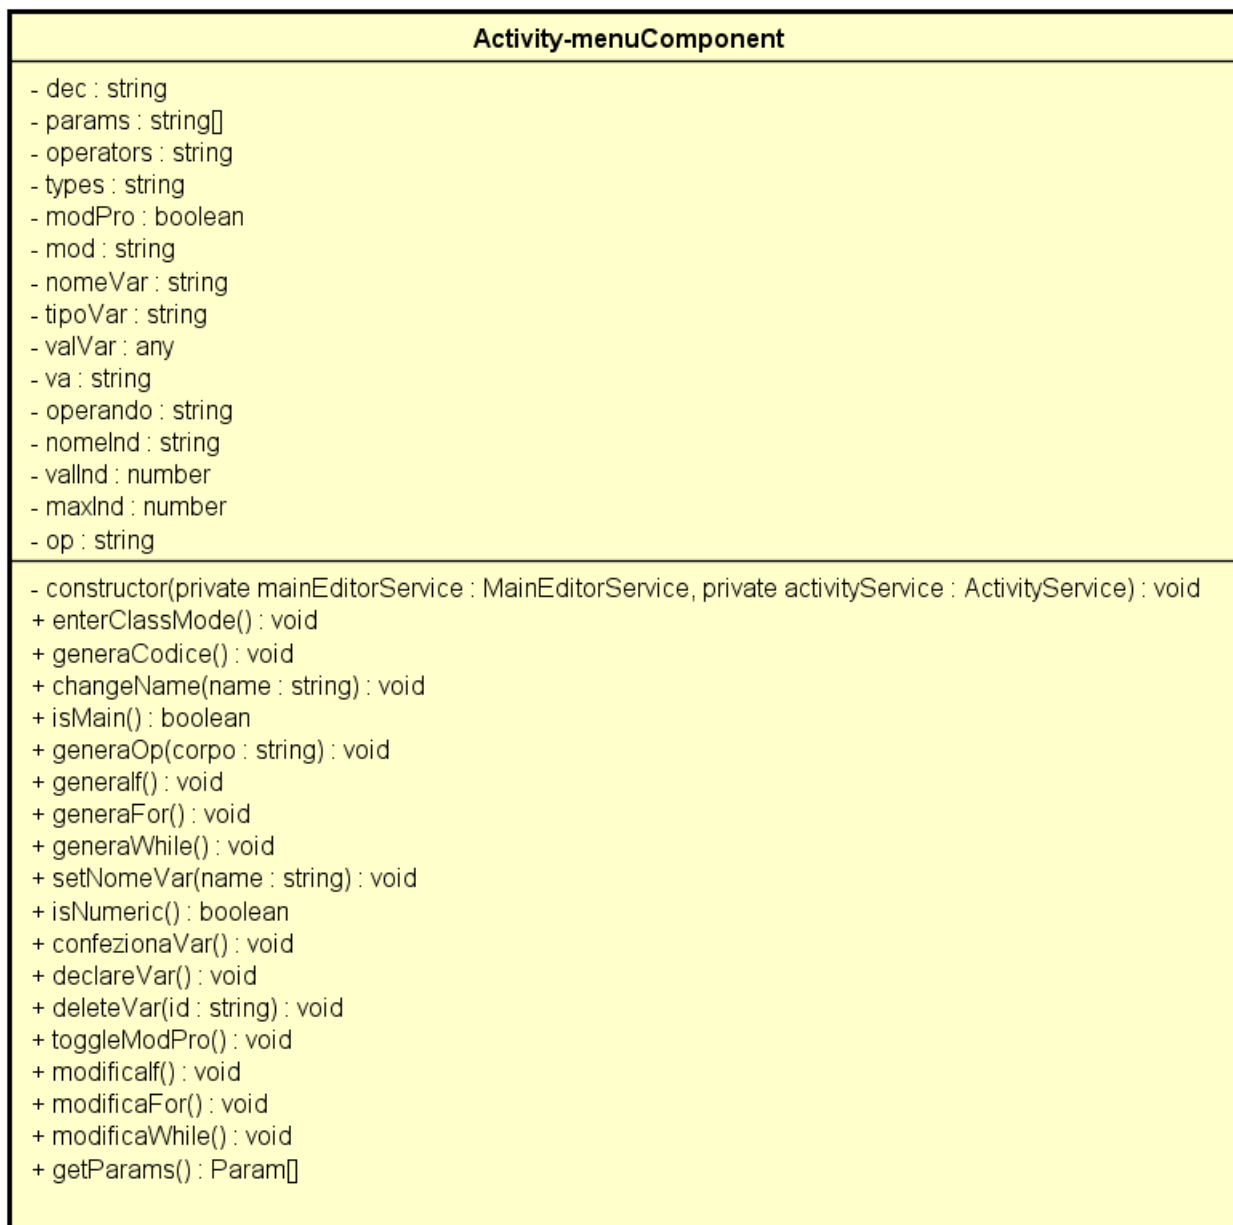 Activity-menuComponent
- dec : string
- params : string[]
- operators : string
- types : string
- modPro : boolean
- mod : string
- nomeVar : string
- tipoVar : string
- valVar : any
- va : string
- operando : string
- nomeInd : string
- valInd : number
- maxInd : number
- op : string
- constructor(private mainEditorService : MainEditorService, private activityService : ActivityService) : void
+ enterClassMode() : void
+ generaCodice() : void
+ changeName(name : string) : void
+ isMain() : boolean
+ generaOp(corpo : string) : void
+ generaIf() : void
+ generaFor() : void
+ generaWhile() : void
+ setNomeVar(name : string) : void
+ isNumeric() : boolean
+ confezionaVar() : void
+ declareVar() : void
+ deleteVar(id : string) : void
+ toggleModPro() : void
+ modificaIf() : void
+ modificaFor() : void
+ modificaWhile() : void
+ getParams() : Param[]